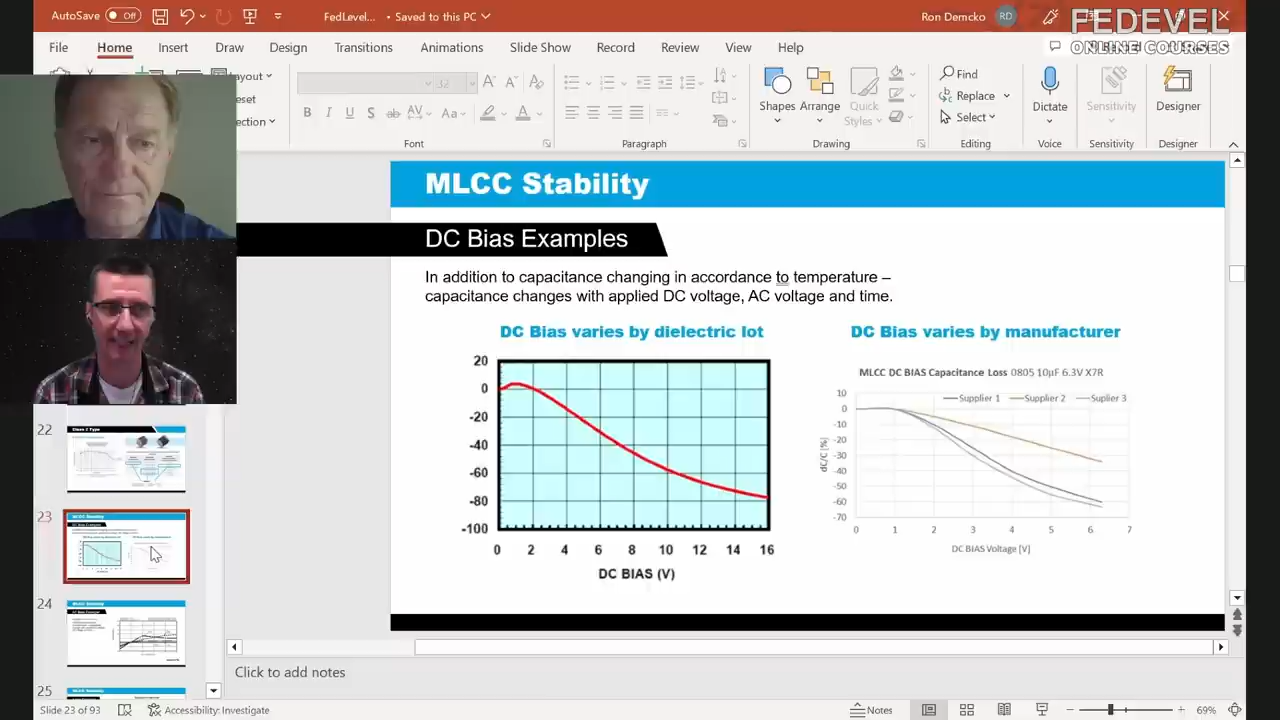 AutoSave Off FedLevel... • Saved to this PC Ron Demcko RD
FEDEVEL
ONLINE COURSES
File Home Insert Draw Design Transitions Animations Slide Show Record Review View Help
32
Font
Paragraph
Shapes Arrange Quick Styles
Drawing
Find
Replace
Select
Editing
Dictate
Voice
Sensitivity
Sensitivity
Designer
Designer
MLCC Stability
DC Bias Examples
In addition to capacitance changing in accordance to temperature –
capacitance changes with applied DC voltage, AC voltage and time.
DC Bias varies by dielectric lot
20
0
-20
-40
-60
-80
-100
0 2 4 6 8 10 12 14 16
DC BIAS (V)
DC Bias varies by manufacturer
MLCC DC BIAS Capacitance Loss 0805 10µF 6.3V X7R
Supplier 1 Supplier 2 Suplier 3
dC/C [%]
10
0
-10
-20
-30
-40
-50
-60
-70
0 1 2 3 4 5 6 7
DC BIAS Voltage [V]
22
23
MLCC Stability
24
25
Click to add notes
Slide 23 of 93 Accessibility: Investigate Notes 69%